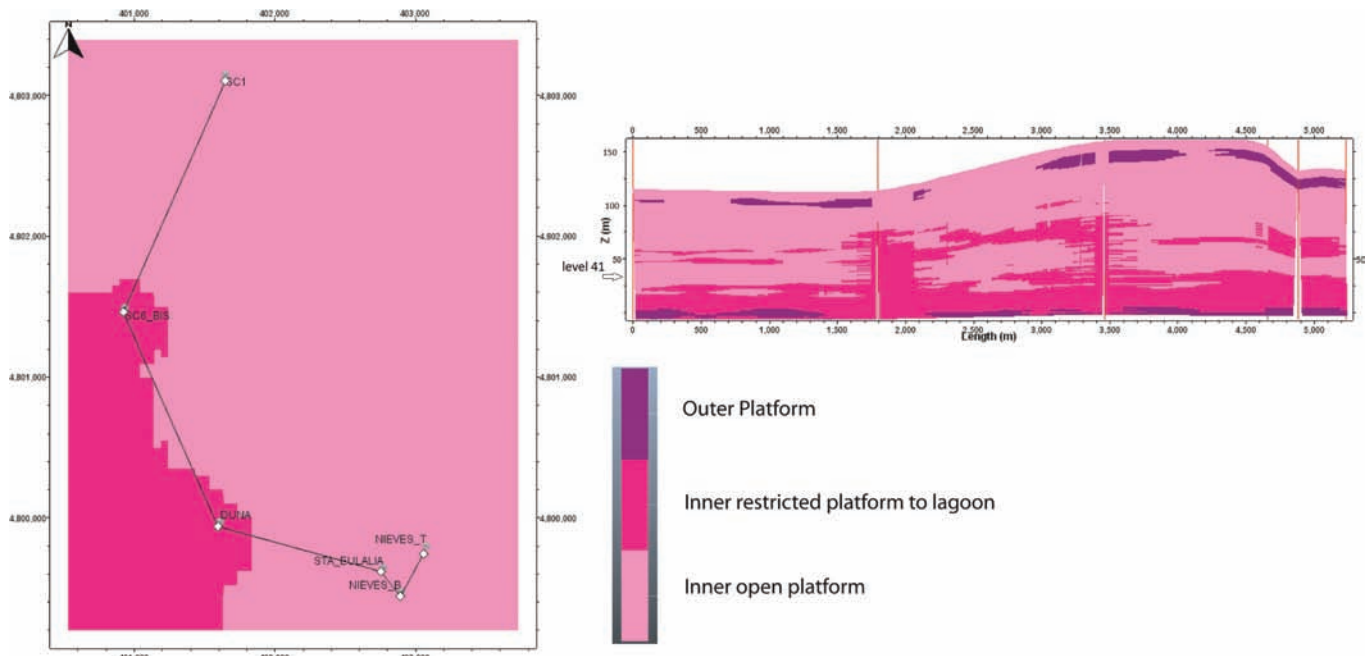 401,000 402,000 403,000
N
SC1
4,803,000 4,803,000
4,802,000 4,802,000
SC6_BIS
4,801,000 4,801,000
DUNA
4,800,000 4,800,000
NIEVES_T
STA_EULALIA
NIEVES_B
0 500 1,000 1,500 2,000 2,500 3,000 3,500 4,000 4,500 5,000
150
100
Z (m)
50 50
level 41
0 500 1,000 1,500 2,000 2,500 3,000 3,500 4,000 4,500 5,000
Length (m)
Outer Platform
Inner restricted platform to lagoon
Inner open platform